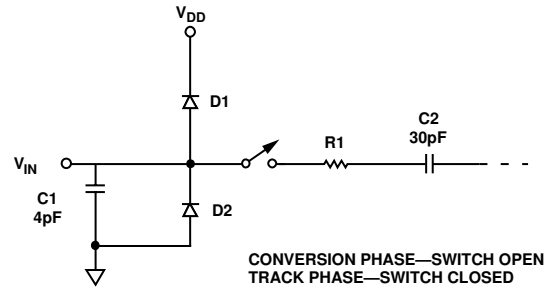 VDD
D1
C2
30pF
R1
VIN
C1
4pF
D2
CONVERSION PHASE—SWITCH OPEN
TRACK PHASE—SWITCH CLOSED